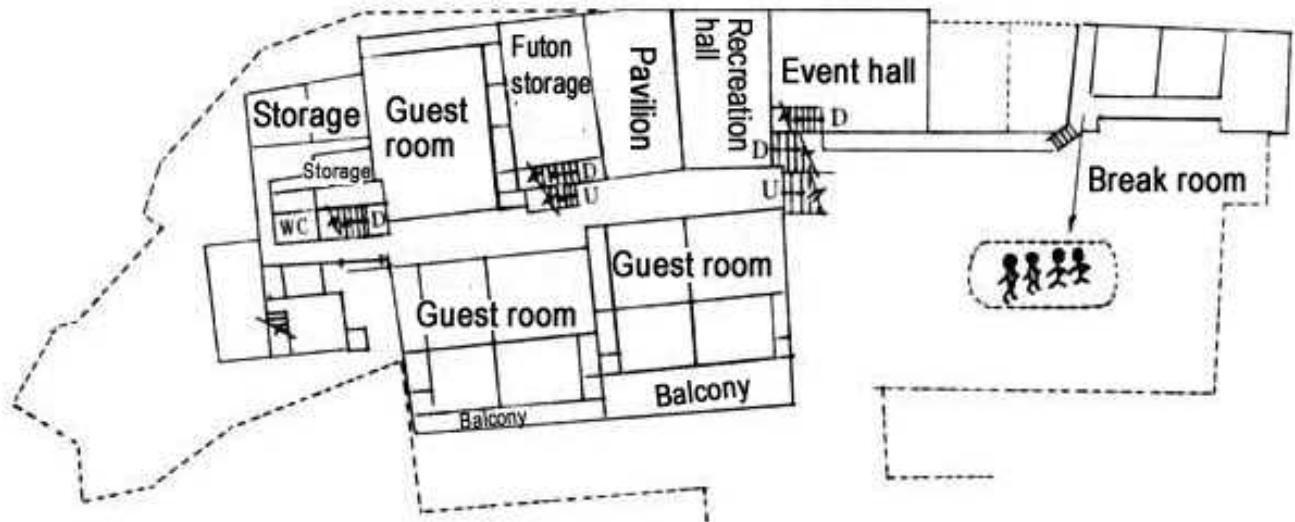 Storage
Storage
WC
D
Guest
room
Futon
storage
D
U
Pavilion
Recreation
hall
D
U
Event hall
D
Break room
Guest room
Balcony
Guest room
Balcony